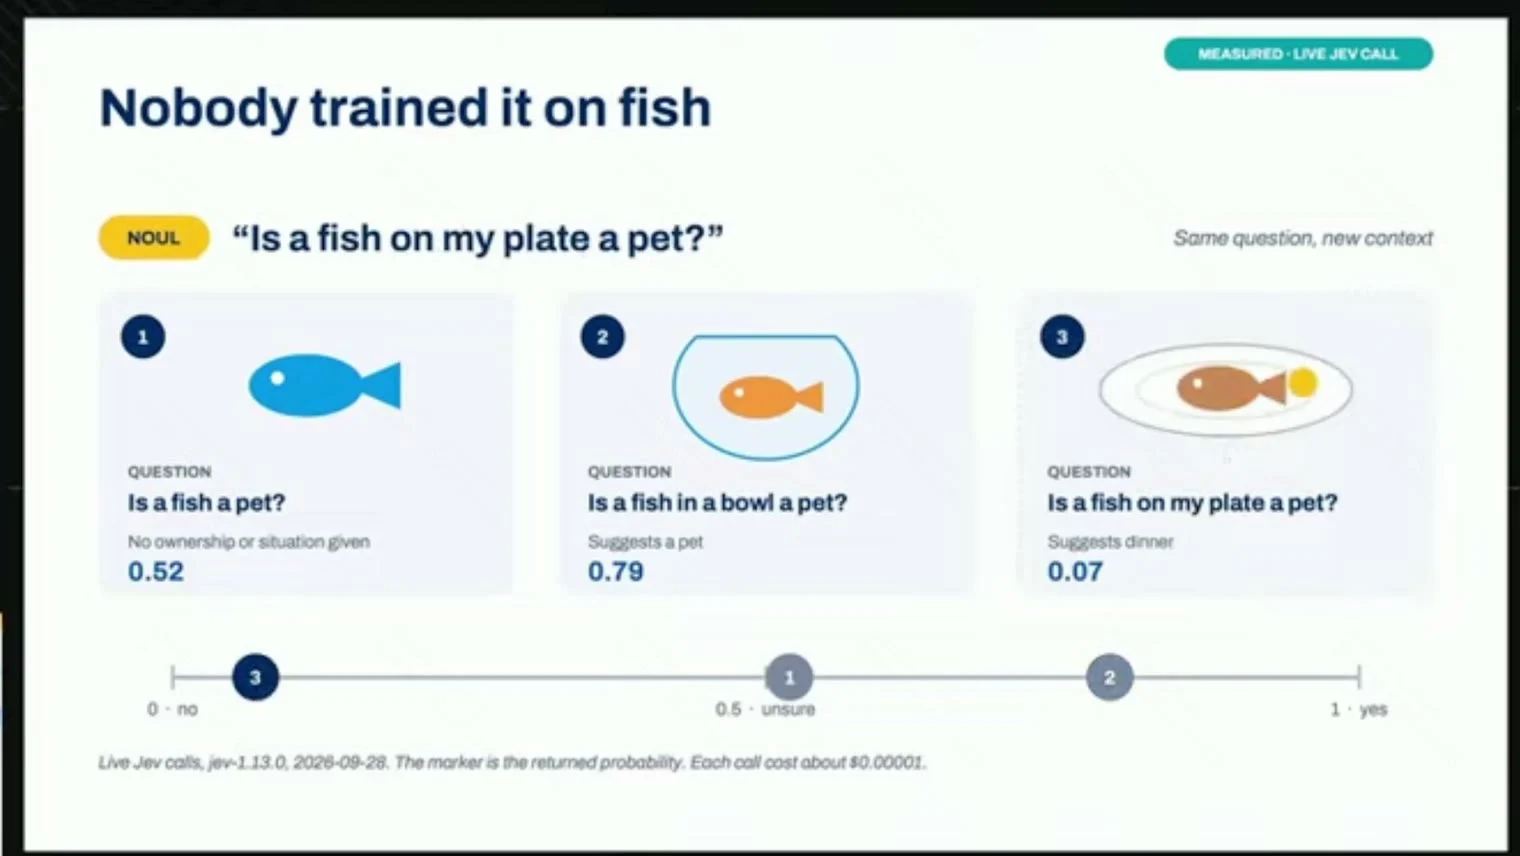 MEASURED · LIVE JEV CALL
Nobody trained it on fish
NOUL
“Is a fish on my plate a pet?”
Same question, new context
1
QUESTION
Is a fish a pet?
No ownership or situation given
0.52
2
QUESTION
Is a fish in a bowl a pet?
Suggests a pet
0.79
3
QUESTION
Is a fish on my plate a pet?
Suggests dinner
0.07
3
1
2
0 · no
0.5 · unsure
1 · yes
Live Jev calls, jev-1.13.0, 2026-09-28. The marker is the returned probability. Each call cost about $0.00001.